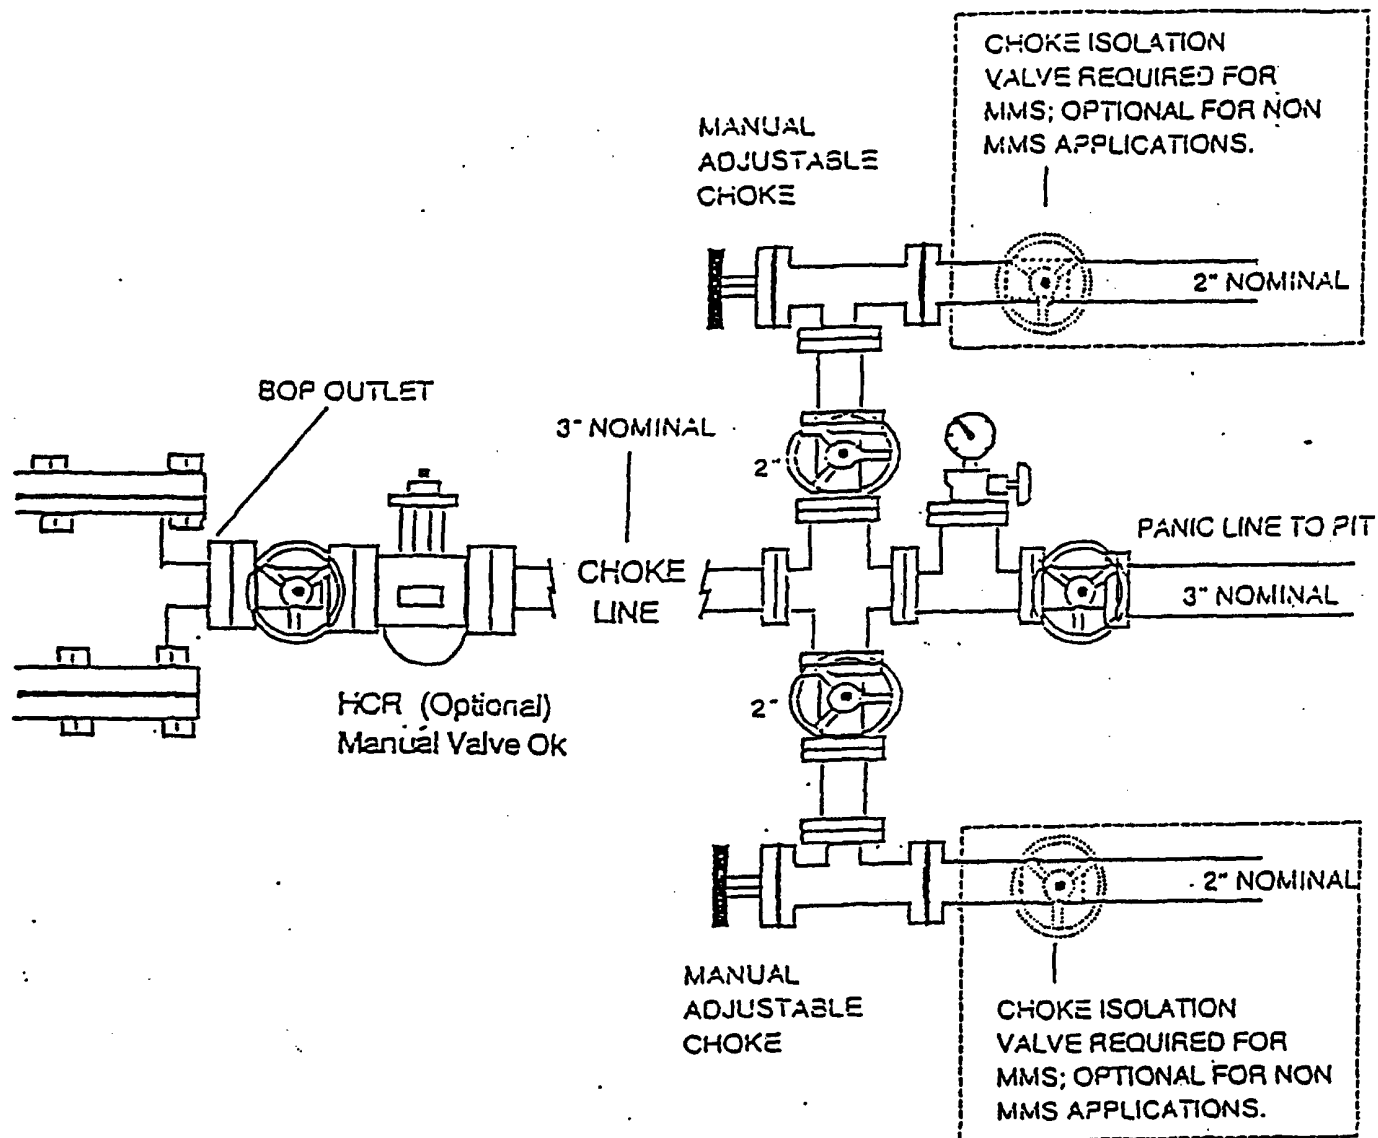 CHOKE ISOLATION
VALVE REQUIRED FOR
MMS; OPTIONAL FOR NON
MMS APPLICATIONS.
MANUAL
ADJUSTABLE
CHOKE
2" NOMINAL
BOP OUTLET
3" NOMINAL
2"
PANIC LINE TO PIT
CHOKE
LINE
3" NOMINAL
HCR (Optional)
Manual Valve Ok
2"
2" NOMINAL
MANUAL
ADJUSTABLE
CHOKE
CHOKE ISOLATION
VALVE REQUIRED FOR
MMS; OPTIONAL FOR NON
MMS APPLICATIONS.